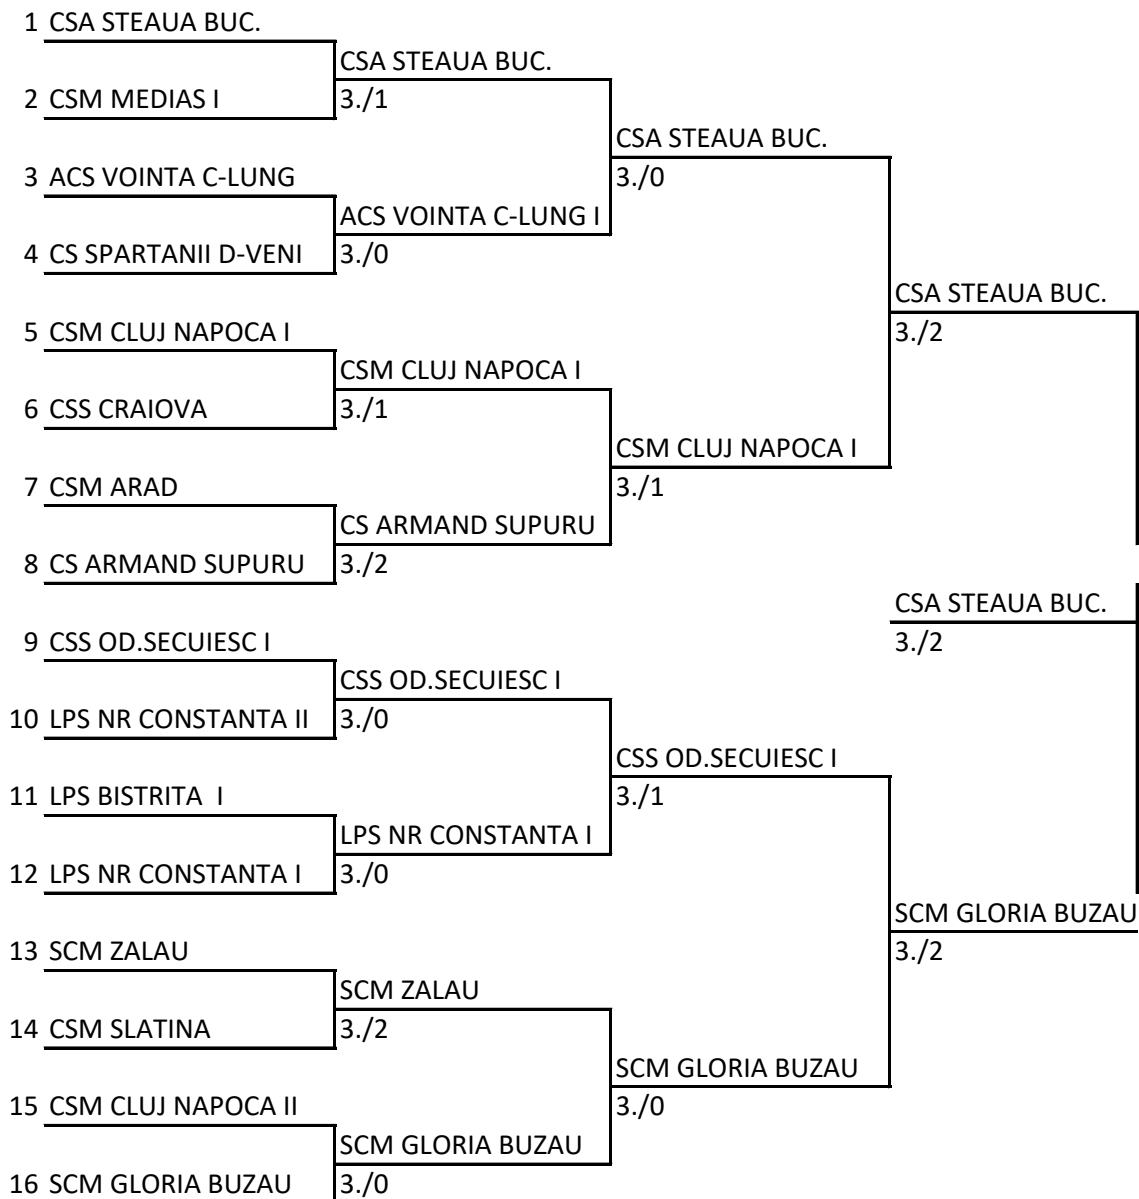 1 CSA STEAUA BUC.
CSA STEAUA BUC.
2 CSM MEDIAS I
3./1
CSA STEAUA BUC.
3 ACS VOINTA C-LUNG
3./0
ACS VOINTA C-LUNG I
4 CS SPARTANII D-VENI
3./0
CSA STEAUA BUC.
5 CSM CLUJ NAPOCA I
3./2
CSM CLUJ NAPOCA I
6 CSS CRAIOVA
3./1
CSM CLUJ NAPOCA I
7 CSM ARAD
3./1
CS ARMAND SUPURU
8 CS ARMAND SUPURU
3./2
CSA STEAUA BUC.
9 CSS OD.SECUIESC I
3./2
CSS OD.SECUIESC I
10 LPS NR CONSTANTA II
3./0
CSS OD.SECUIESC I
11 LPS BISTRITA I
3./1
LPS NR CONSTANTA I
12 LPS NR CONSTANTA I
3./0
SCM GLORIA BUZAU
13 SCM ZALAU
3./2
SCM ZALAU
14 CSM SLATINA
3./2
SCM GLORIA BUZAU
15 CSM CLUJ NAPOCA II
3./0
SCM GLORIA BUZAU
16 SCM GLORIA BUZAU
3./0